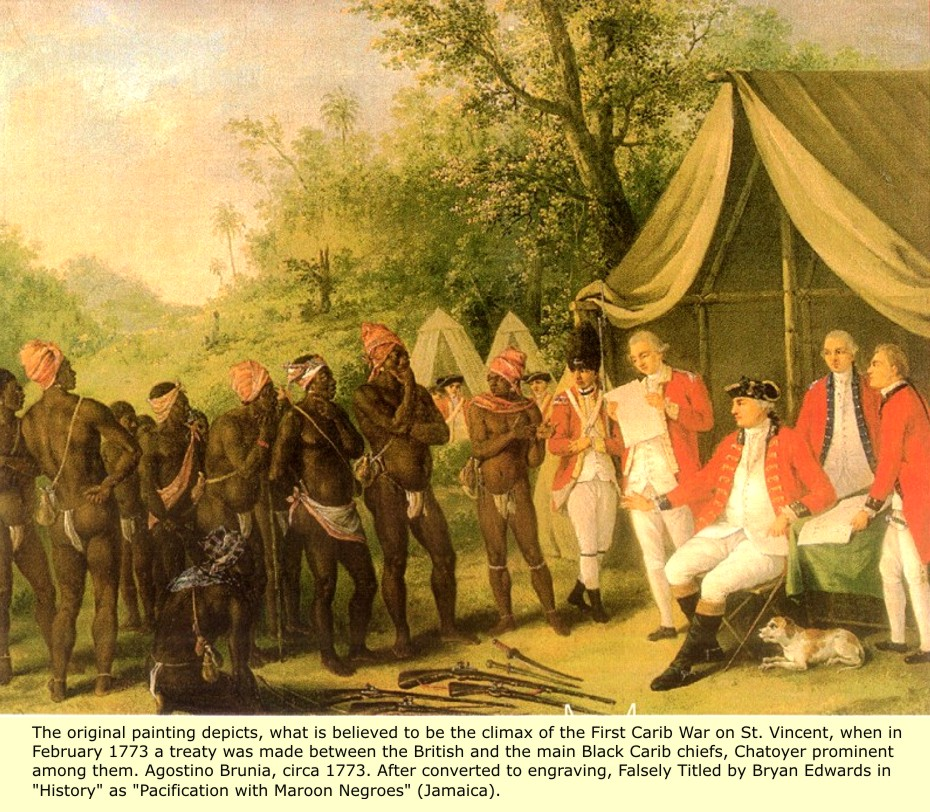 The original painting depicts, what is believed to be the climax of the First Carib War on St. Vincent, when in
February 1773 a treaty was made between the British and the main Black Carib chiefs, Chatoyer prominent
among them. Agostino Brunia, circa 1773. After converted to engraving, Falsely Titled by Bryan Edwards in
"History" as "Pacification with Maroon Negroes" (Jamaica).